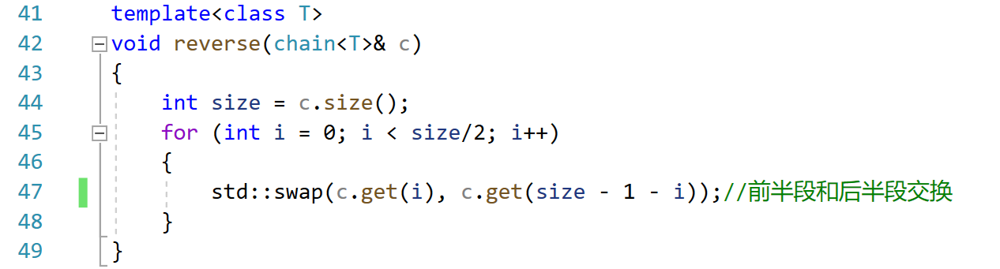 41 template<class T>
42 void reverse(chain<T>& c)
43 {
44 int size = c.size();
45 for (int i = 0; i < size/2; i++)
46 {
47 std::swap(c.get(i), c.get(size - 1 - i));//前半段和后半段交换
48 }
49 }